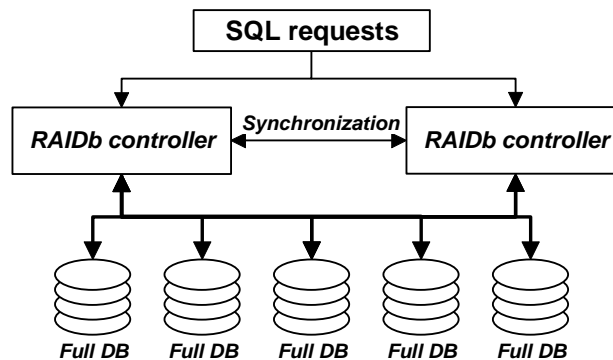 SQL requests
RAIDb controller
Synchronization
RAIDb controller
Full DB
Full DB
Full DB
Full DB
Full DB